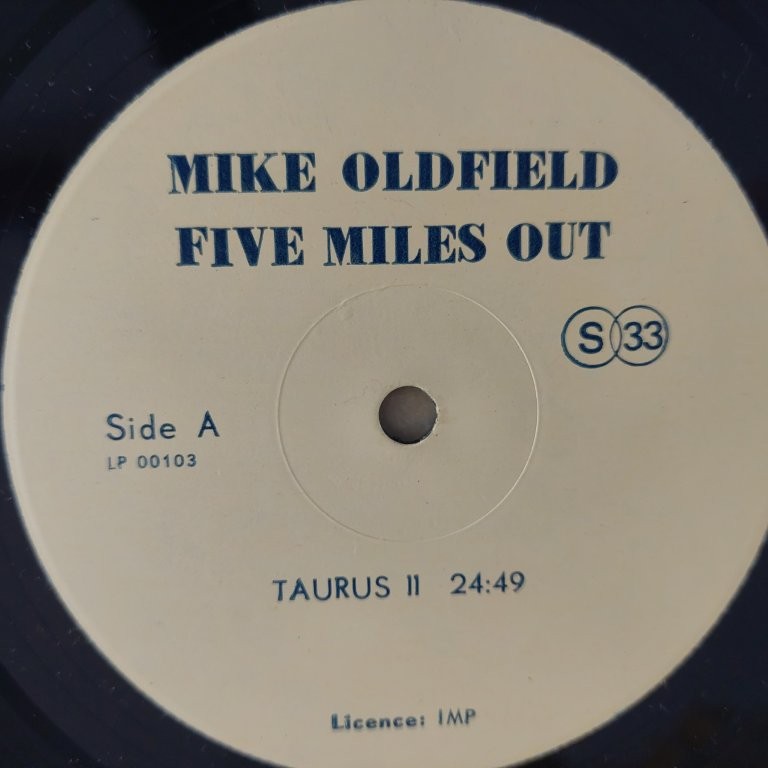 MIKE OLDFIELD
FIVE MILES OUT
S 33
Side A
LP 00103
TAURUS II 24:49
Licence: IMP